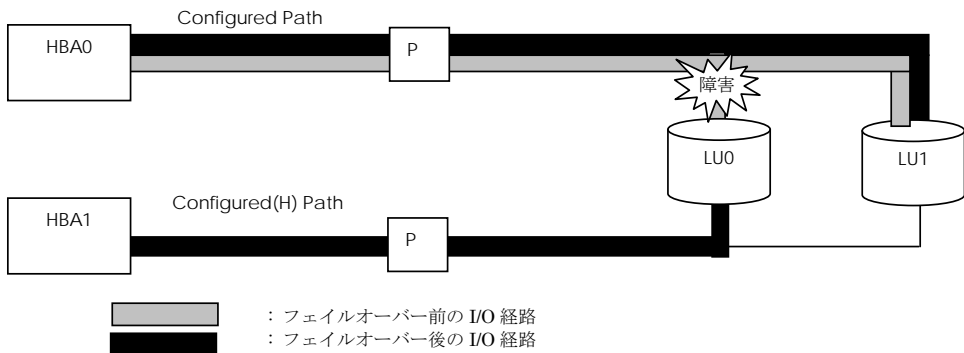 Configured Path
HBA0
P
障害
LU0
LU1
Configured(H) Path
HBA1
P
：フェイルオーバー前の I/O 経路
：フェイルオーバー後の I/O 経路